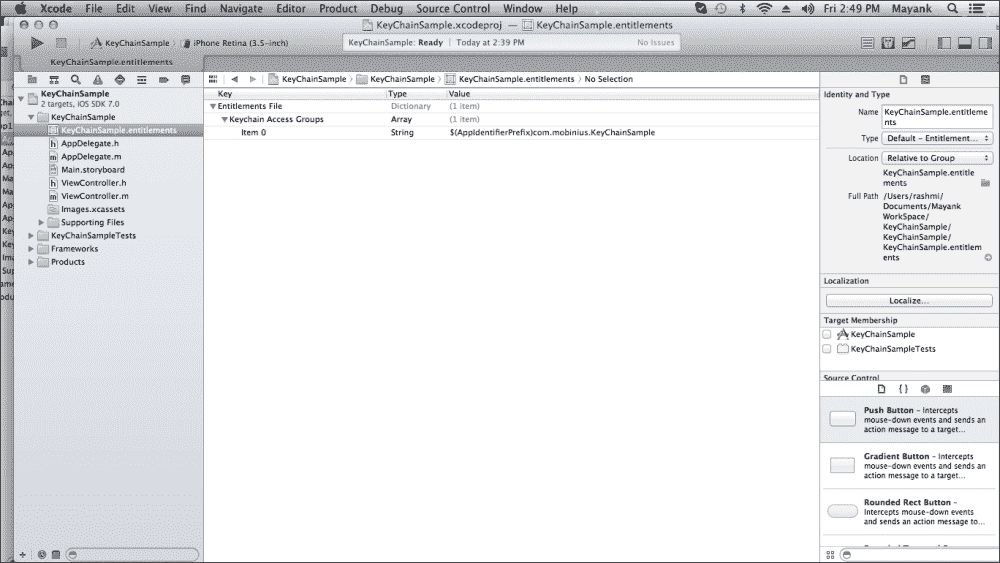 Xcode File Edit View Find Navigate Editor Product Debug Source Control Window Help Fri 2:49 PM Mayank
KeyChainSample.xcodeproj — KeyChainSample.entitlements
KeyChainSample iPhone Retina (3.5-inch) KeyChainSample: Ready Today at 2:39 PM No Issues
KeyChainSample.entitlements
KeyChainSample KeyChainSample KeyChainSample.entitlements No Selection
KeyChainSample
2 targets, iOS SDK 7.0
KeyChainSample
KeyChainSample.entitlements
AppDelegate.h
AppDelegate.m
Main.storyboard
ViewController.h
ViewController.m
Images.xcassets
Supporting Files
KeyChainSampleTests
Frameworks
Products
Key Type Value
Entitlements File Dictionary (1 item)
Keychain Access Groups Array (1 item)
Item 0 String $(AppIdentifierPrefix)com.mobinius.KeyChainSample
Identity and Type
Name KeyChainSample.entitleme
nts
Type Default - Entitlement...
Location Relative to Group
KeyChainSample.entitle
ments
Full Path /Users/rashmi/
Documents/Mayank
WorkSpace/
KeyChainSample/
KeyChainSample/
KeyChainSample.entitlem
ents
Localization
Localize...
Target Membership
KeyChainSample
KeyChainSampleTests
Source Control
Push Button - Intercepts
mouse-down events and sends an
action message to a target...
Gradient Button - Intercepts
mouse-down events and sends an
action message to a target...
Rounded Rect Button -
Intercepts mouse-down events
and sends an action message to...